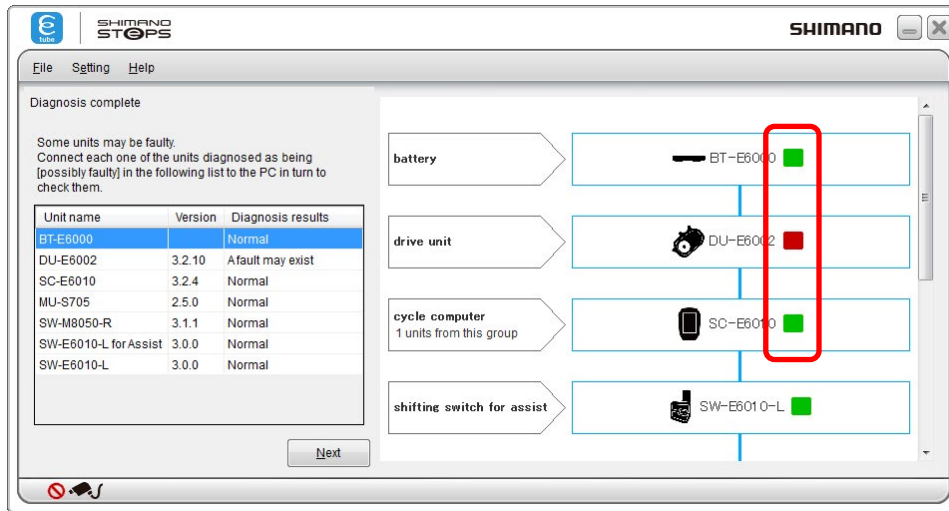 e
tube
SHIMANO
STePS
SHIMANO
File Setting Help
Diagnosis complete
Some units may be faulty.
Connect each one of the units diagnosed as being
[possibly faulty] in the following list to the PC in turn to
check them.
Unit name Version Diagnosis results
BT-E6000 Normal
DU-E6002 3.2.10 A fault may exist
SC-E6010 3.2.4 Normal
MU-S705 2.5.0 Normal
SW-M8050-R 3.1.1 Normal
SW-E6010-L for Assist 3.0.0 Normal
SW-E6010-L 3.0.0 Normal
Next
battery
BT-E6000
drive unit
DU-E6002
cycle computer
1 units from this group
SC-E6010
shifting switch for assist
SW-E6010-L